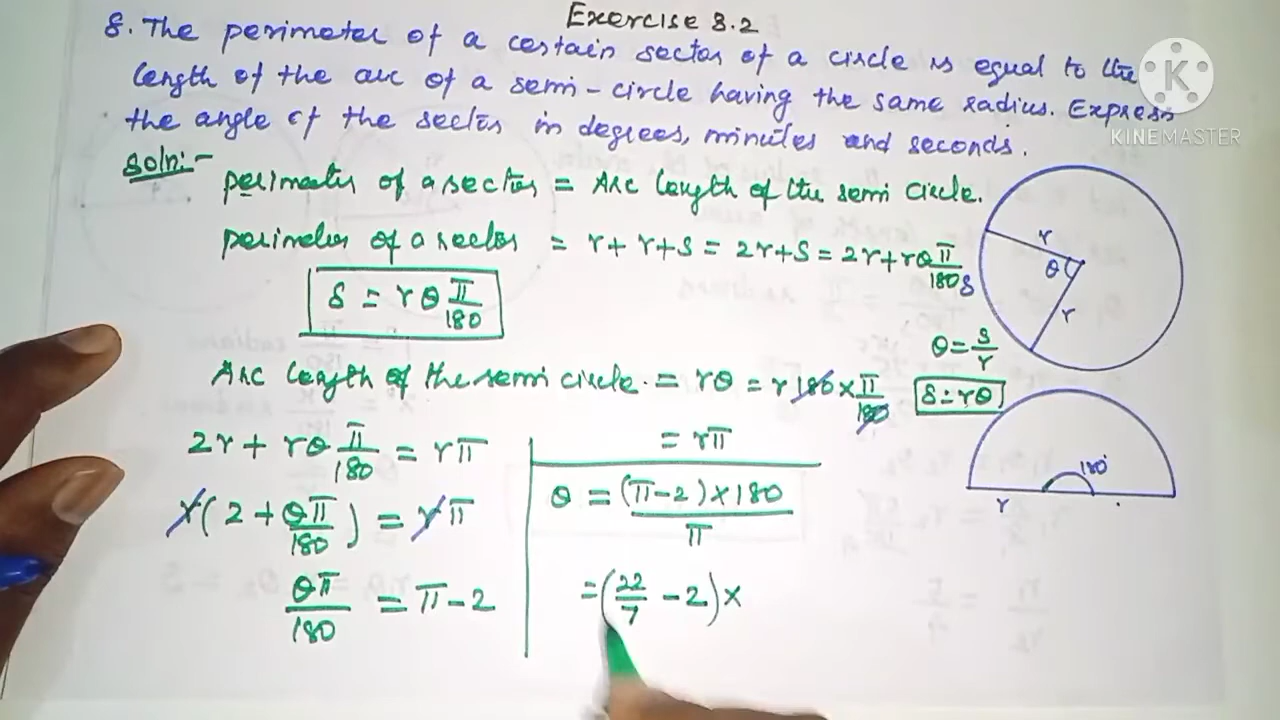 Exercise 3.2
8. The perimeter of a certain sector of a circle is equal to the
length of the arc of a semi-circle having the same radius. Express
the angle of the sector in degrees, minutes and seconds.
Soln:-
perimeter of a sector = Arc length of the semi circle.
perimeter of a sector = r + r + s = 2r + s = 2r + rθ π/180
s = rθ π/180
Arc length of the semi circle. = rθ = r 180 × π/180
= rπ
2r + rθ π/180 = rπ
r(2 + θπ/180) = rπ
θπ/180 = π-2
θ = (π-2)×180/π
= (22/7 - 2)×
r
θ
r
s
θ = s/r
s = rθ
180°
r
K
KINEMASTER